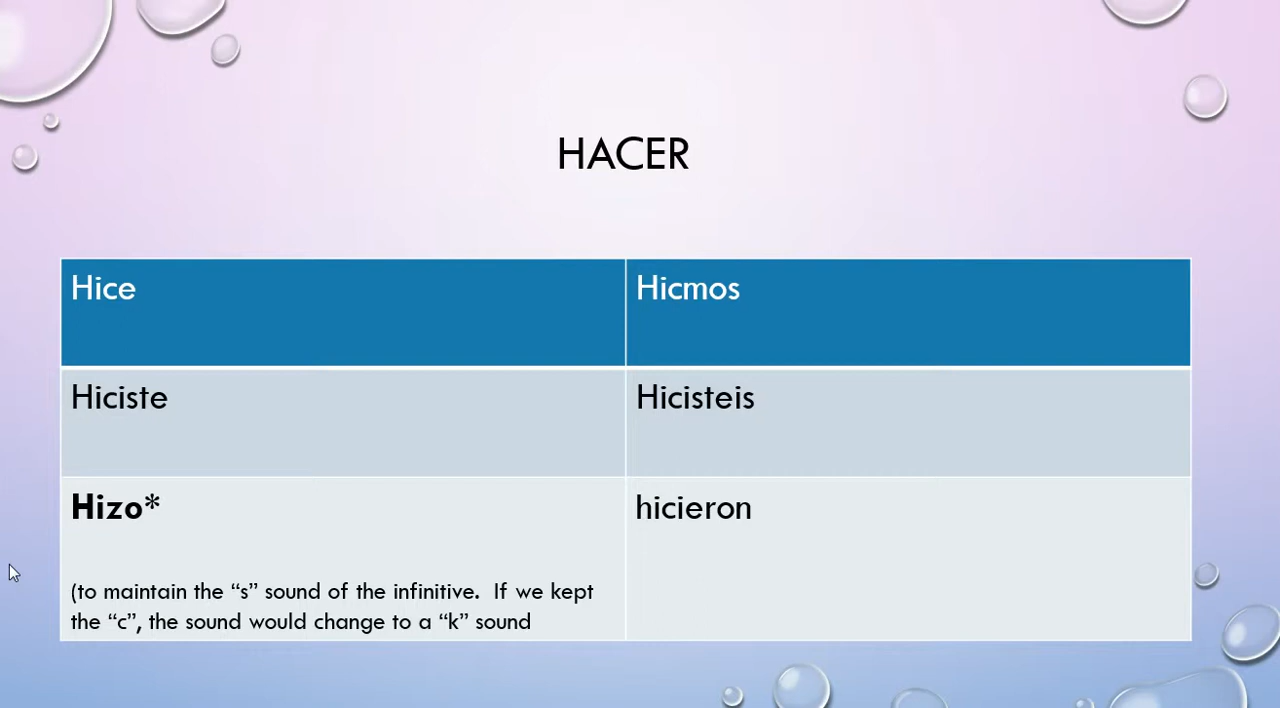 HACER
Hice
Hicmos
Hiciste
Hicisteis
Hizo*
hicieron
(to maintain the “s” sound of the infinitive.  If we kept
the “c”, the sound would change to a “k” sound